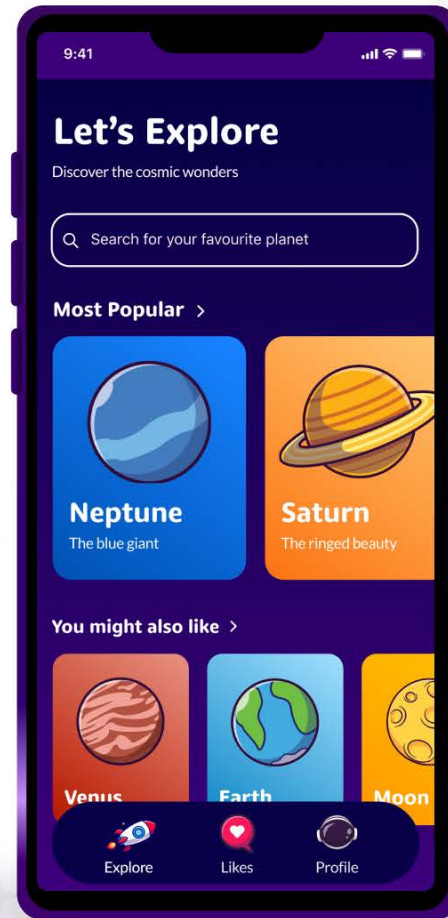 9:41
Let's Explore
Discover the cosmic wonders
Search for your favourite planet
Most Popular >
Neptune
The blue giant
Saturn
The ringed beauty
You might also like >
Venus
Earth
Moon
Explore
Likes
Profile